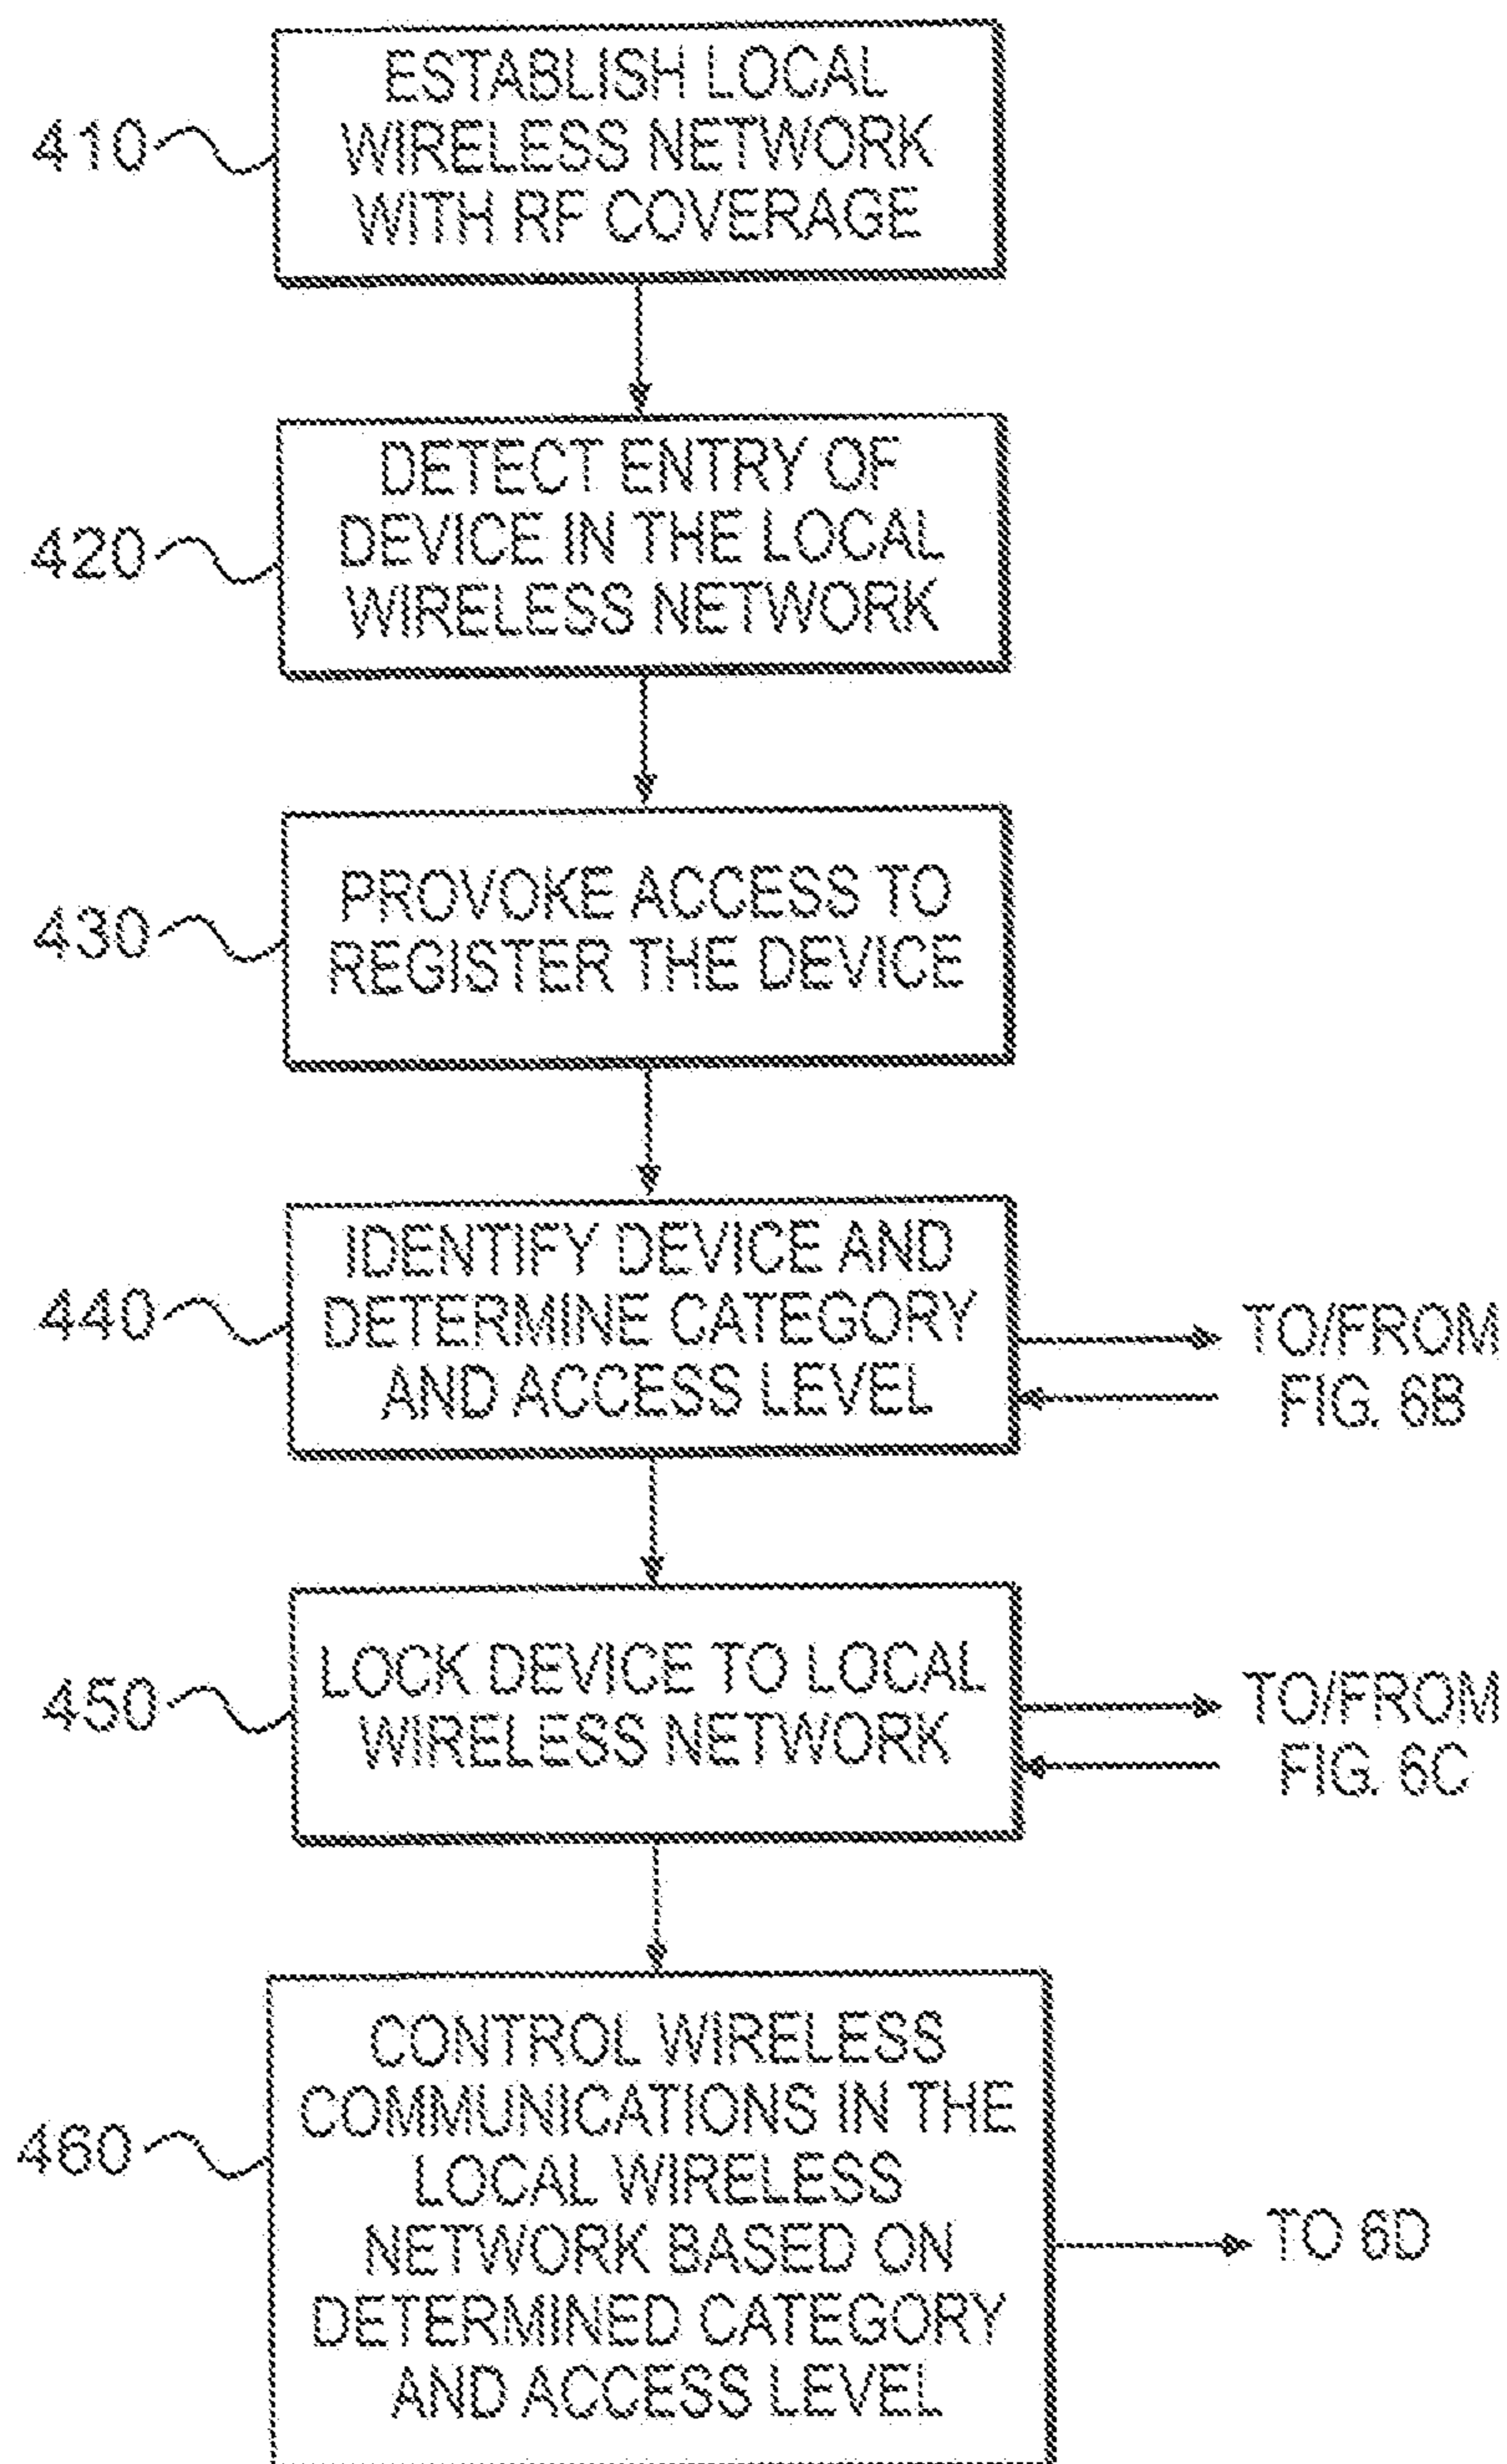 410
ESTABLISH LOCAL
WIRELESS NETWORK
WITH RF COVERAGE
420
DETECT ENTRY OF
DEVICE IN THE LOCAL
WIRELESS NETWORK
430
PROVOKE ACCESS TO
REGISTER THE DEVICE
440
IDENTIFY DEVICE AND
DETERMINE CATEGORY
AND ACCESS LEVEL
TO/FROM
FIG. 6B
450
LOCK DEVICE TO LOCAL
WIRELESS NETWORK
TO/FROM
FIG. 6C
460
CONTROL WIRELESS
COMMUNICATIONS IN THE
LOCAL WIRELESS
NETWORK BASED ON
DETERMINED CATEGORY
AND ACCESS LEVEL
TO 6D